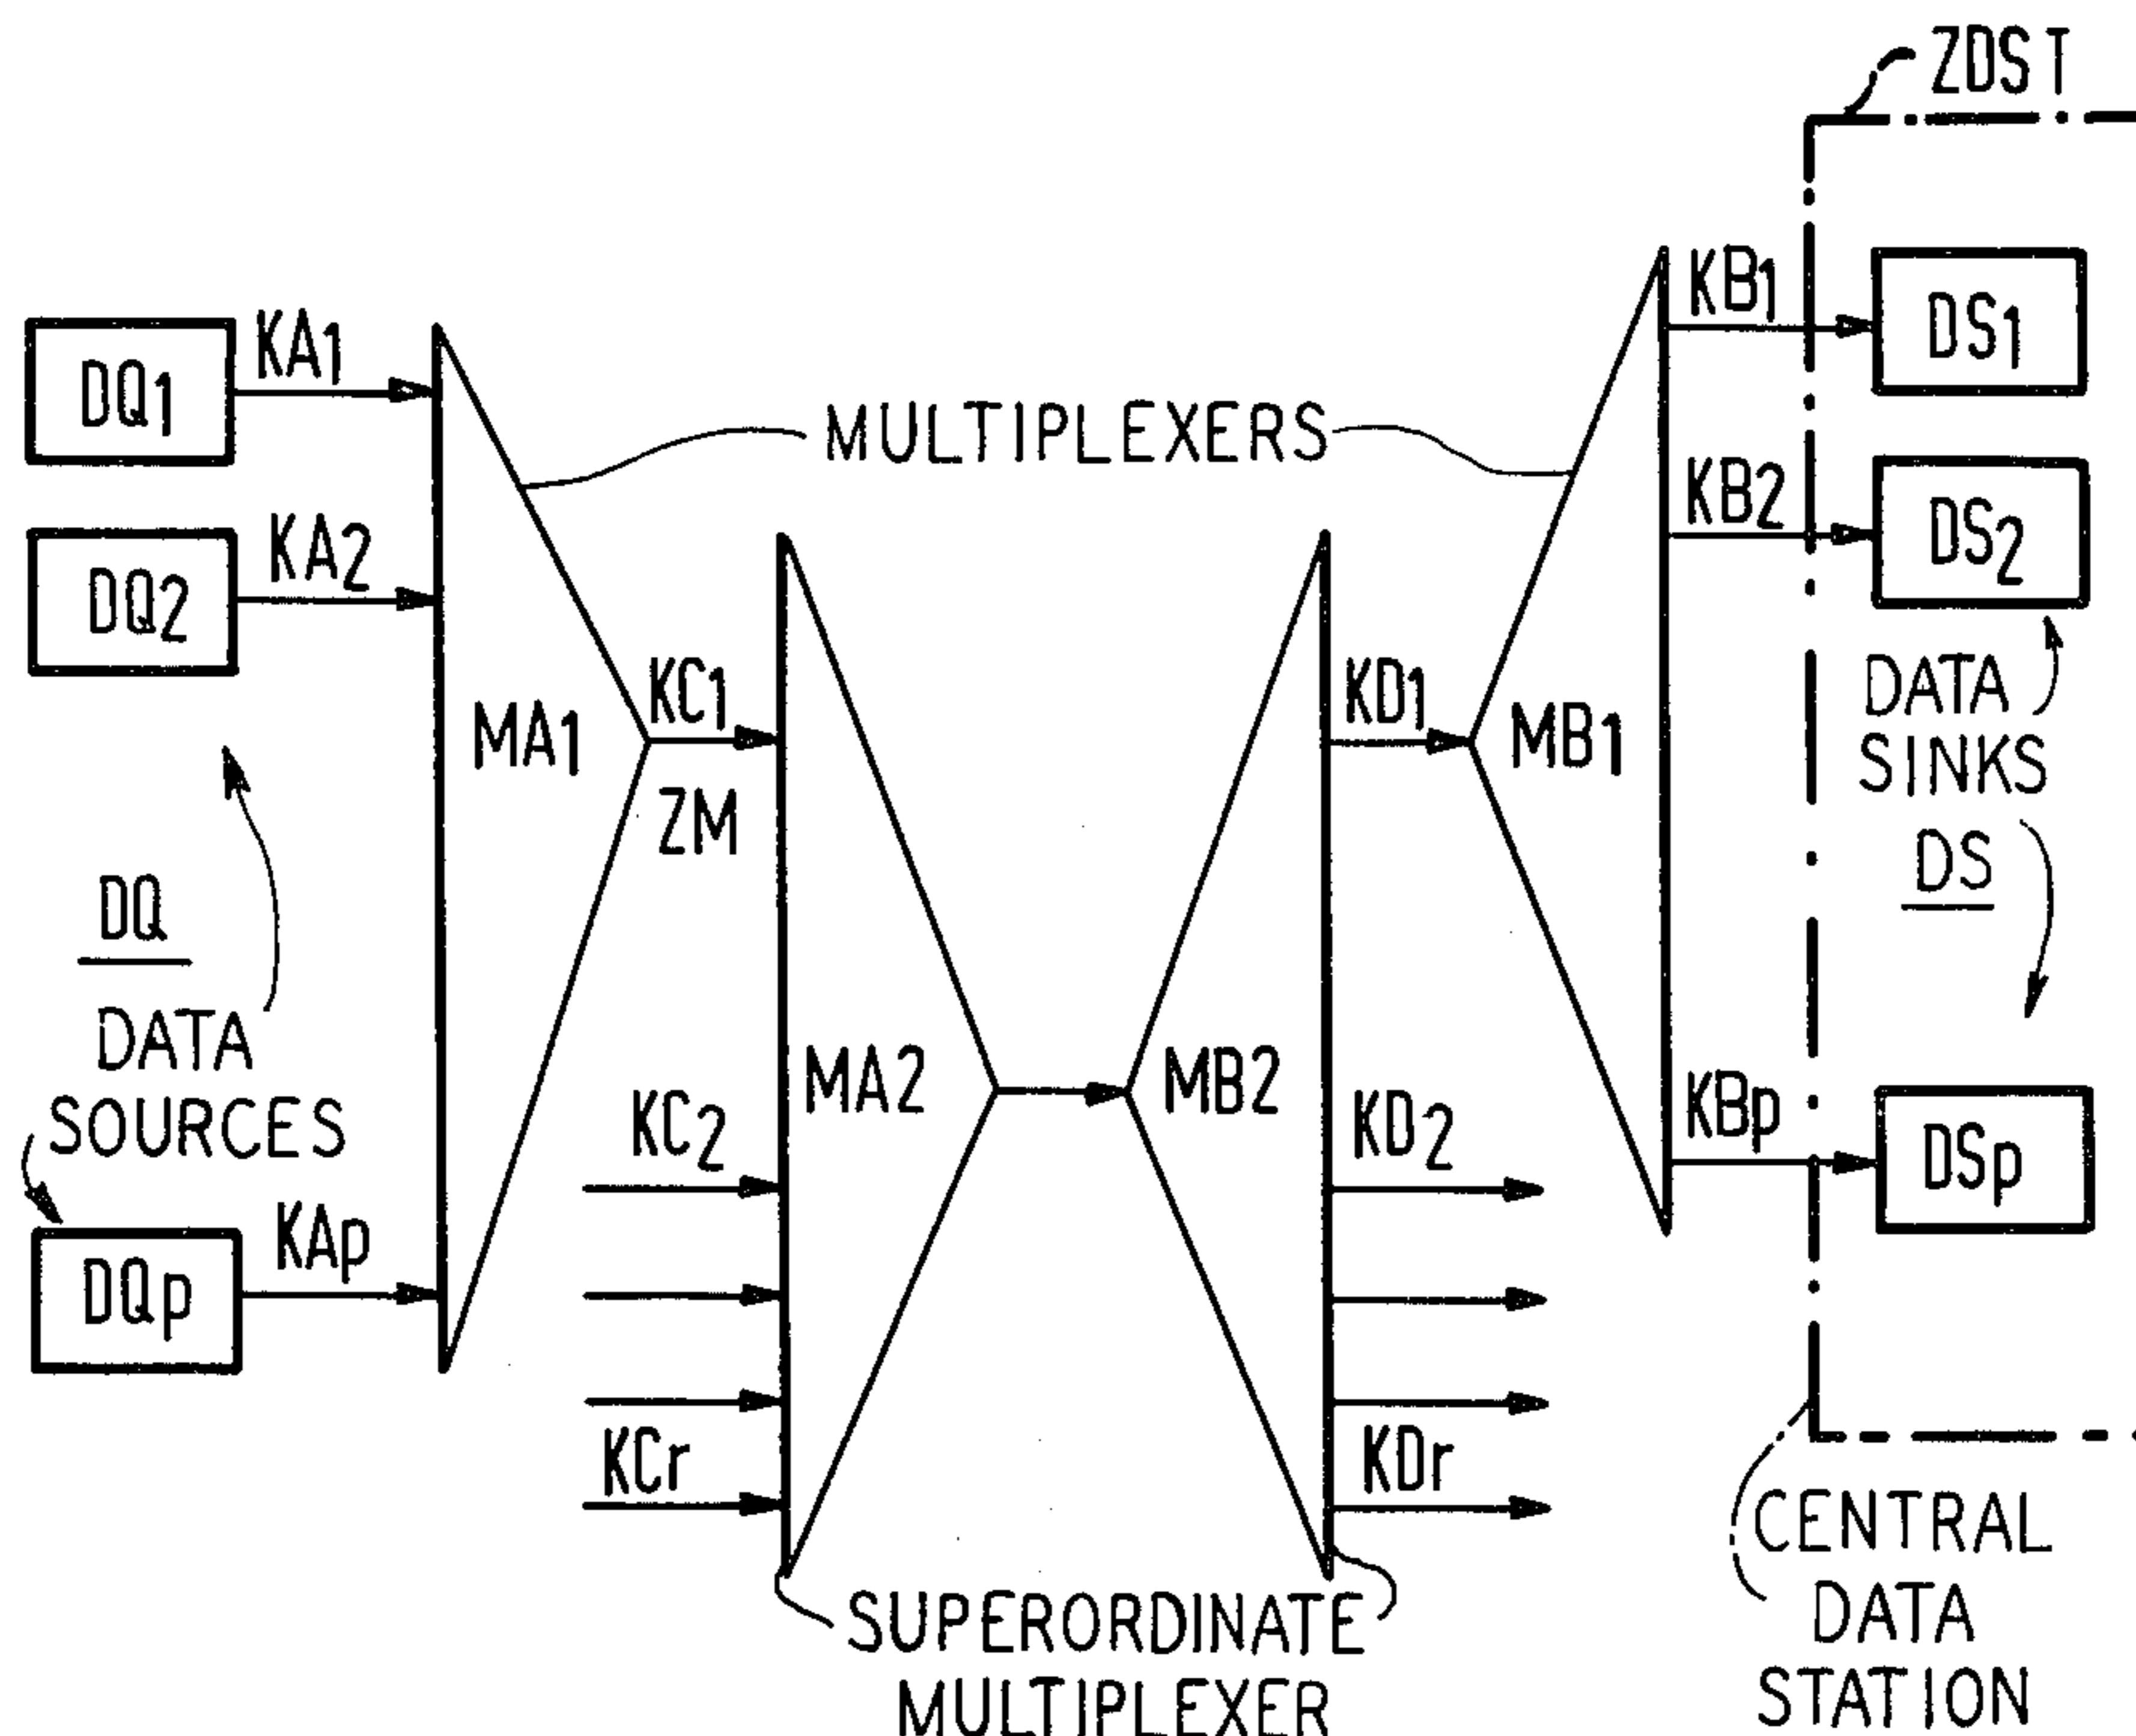 ZDST
KB1
KA1
DS1
DQ1
MULTIPLEXERS
KB2
KA2
DS2
DQ2
KC1
KD1
DATA
SINKS
MA1
MB1
ZM
DS
DQ
DATA
SOURCES
MA2
MB2
KC2
KD2
KBp
DSp
KAp
DQp
KCr
KDr
CENTRAL
DATA
STATION
SUPERORDINATE
MULTIPLEXER